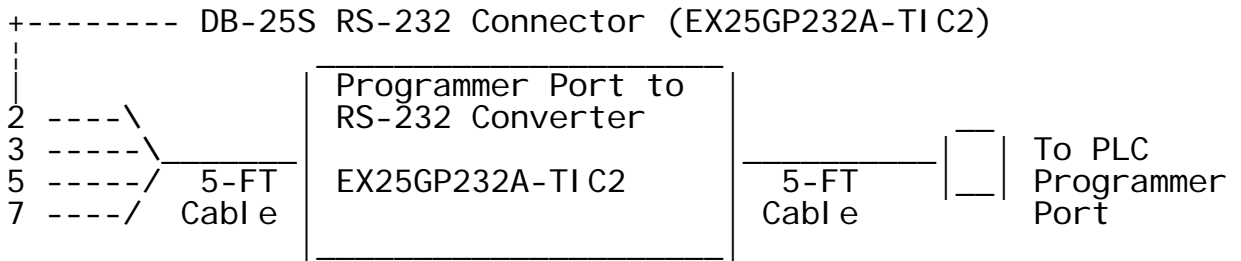 +-------- DB-25S RS-232 Connector (EX25GP232A-TIC2)
Programmer Port to
2 ----\ RS-232 Converter
3 -----\ To PLC
5 -----/ 5-FT EX25GP232A-TIC2 5-FT Programmer
7 ----/ Cable Cable Port